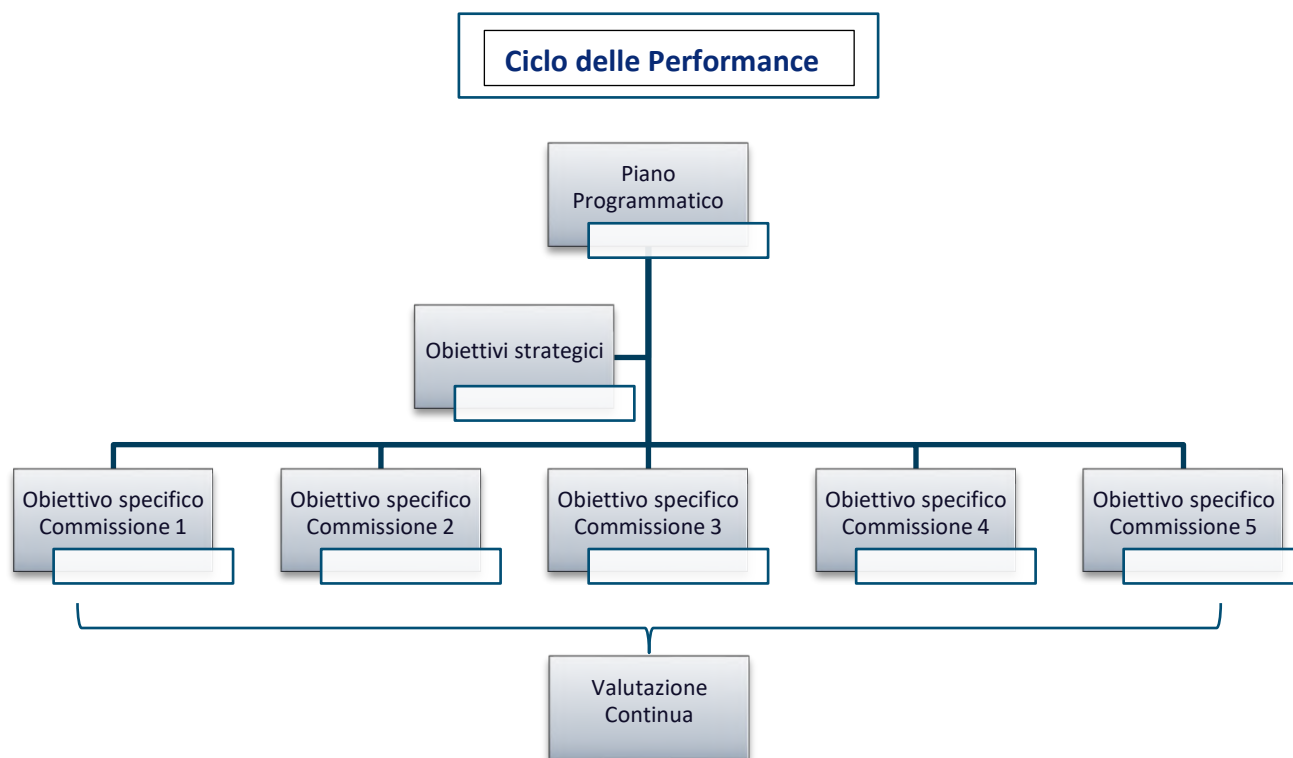 Ciclo delle Performance
Piano
Programmatico
Obiettivi strategici
Obiettivo specifico
Commissione 1
Obiettivo specifico
Commissione 2
Obiettivo specifico
Commissione 3
Obiettivo specifico
Commissione 4
Obiettivo specifico
Commissione 5
Valutazione
Continua